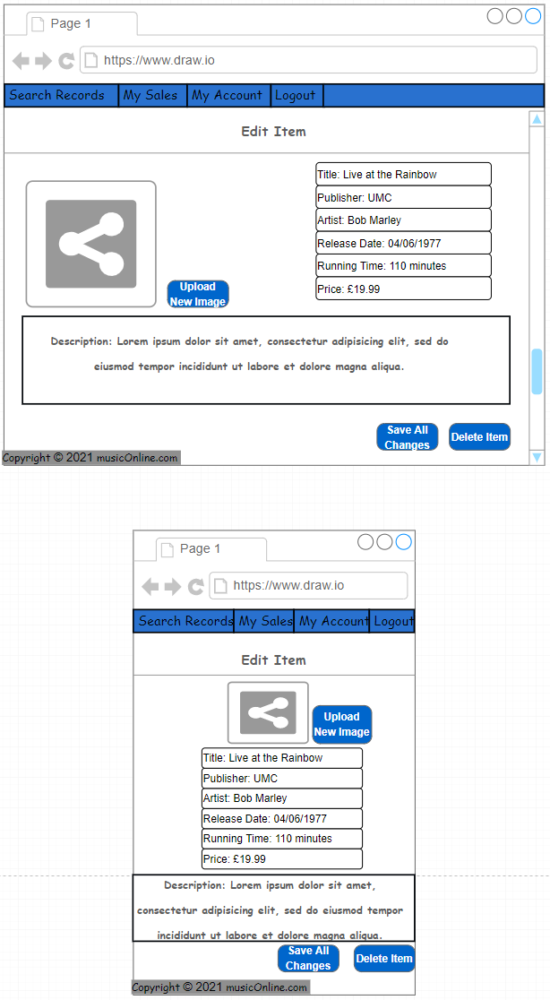 Page 1
https://www.draw.io
Search Records My Sales My Account Logout
Edit Item
Title: Live at the Rainbow
Publisher: UMC
Artist: Bob Marley
Release Date: 04/06/1977
Running Time: 110 minutes
Price: £19.99
Upload
New Image
Description: Lorem ipsum dolor sit amet, consectetur adipisicing elit, sed do
eiusmod tempor incididunt ut labore et dolore magna aliqua.
Save All
Changes
Delete Item
Copyright © 2021 musicOnline.com
Page 1
https://www.draw.io
Search Records My Sales My Account Logout
Edit Item
Upload
New Image
Title: Live at the Rainbow
Publisher: UMC
Artist: Bob Marley
Release Date: 04/06/1977
Running Time: 110 minutes
Price: £19.99
Description: Lorem ipsum dolor sit amet,
consectetur adipisicing elit, sed do eiusmod tempor
incididunt ut labore et dolore magna aliqua.
Save All
Changes
Delete Item
Copyright © 2021 musicOnline.com